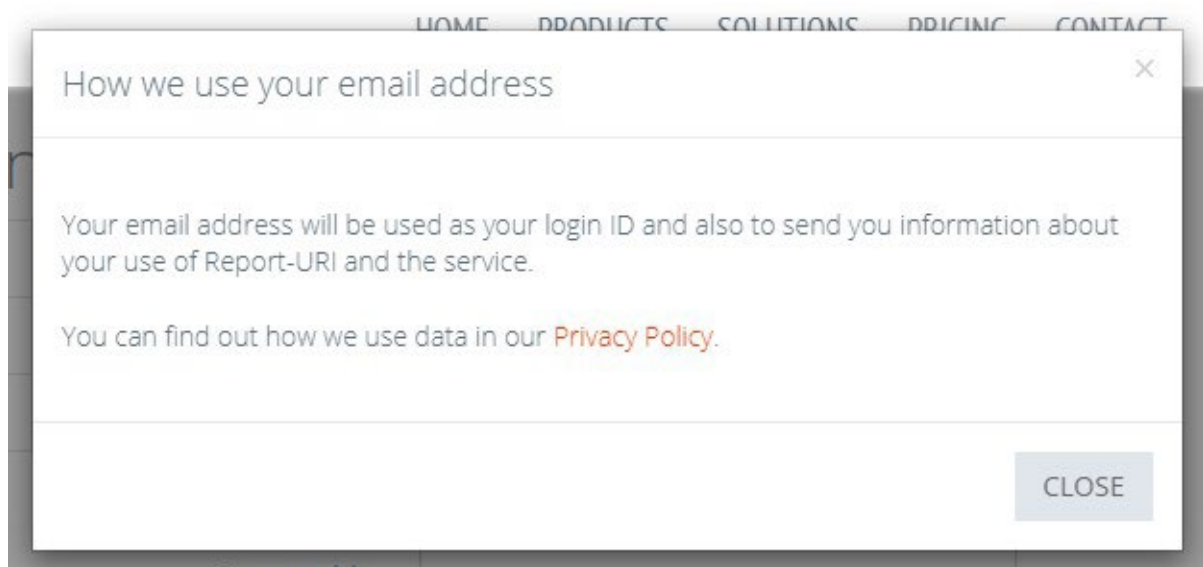 HOME PRODUCTS SOLUTIONS PRICING CONTACT
How we use your email address
×
Your email address will be used as your login ID and also to send you information about
your use of Report-URI and the service.
You can find out how we use data in our Privacy Policy.
CLOSE